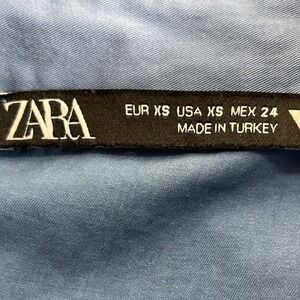 ZARA
EUR XS USA XS MEX 24
MADE IN TURKEY